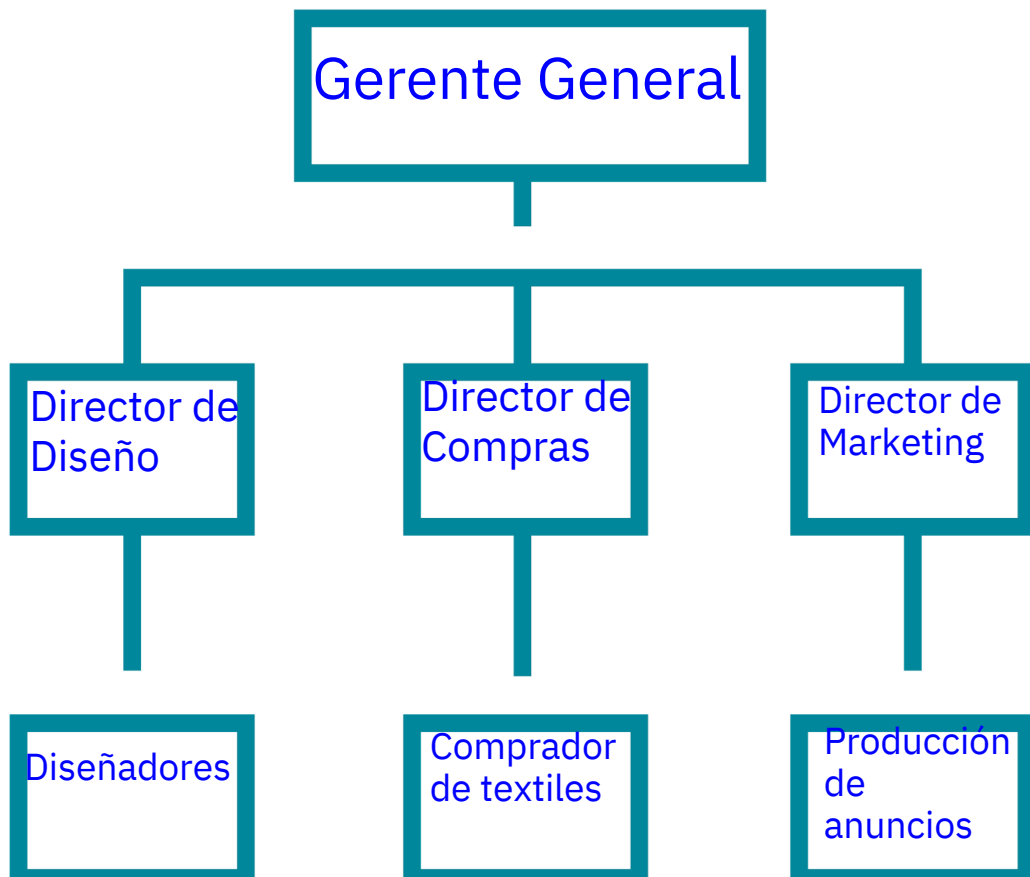 Gerente General
Director de
Diseño
Director de
Compras
Director de
Marketing
Diseñadores
Comprador
de textiles
Producción
de
anuncios